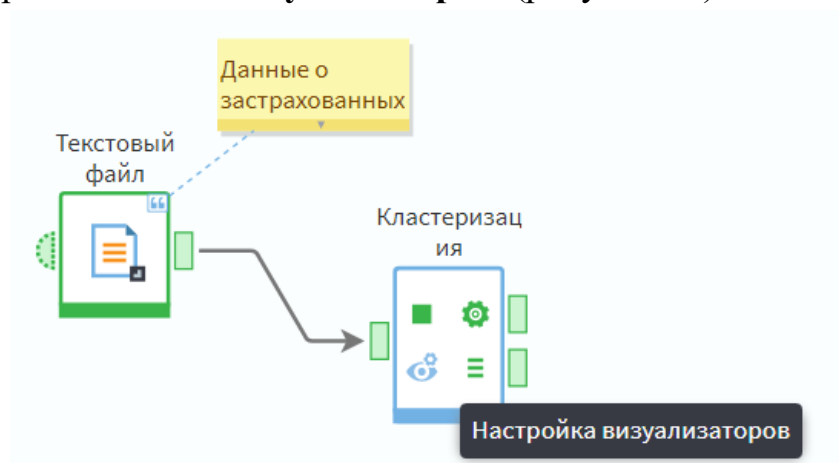 Данные о
застрахованных
Текстовый
файл
Кластеризац
ия
Настройка визуализаторов